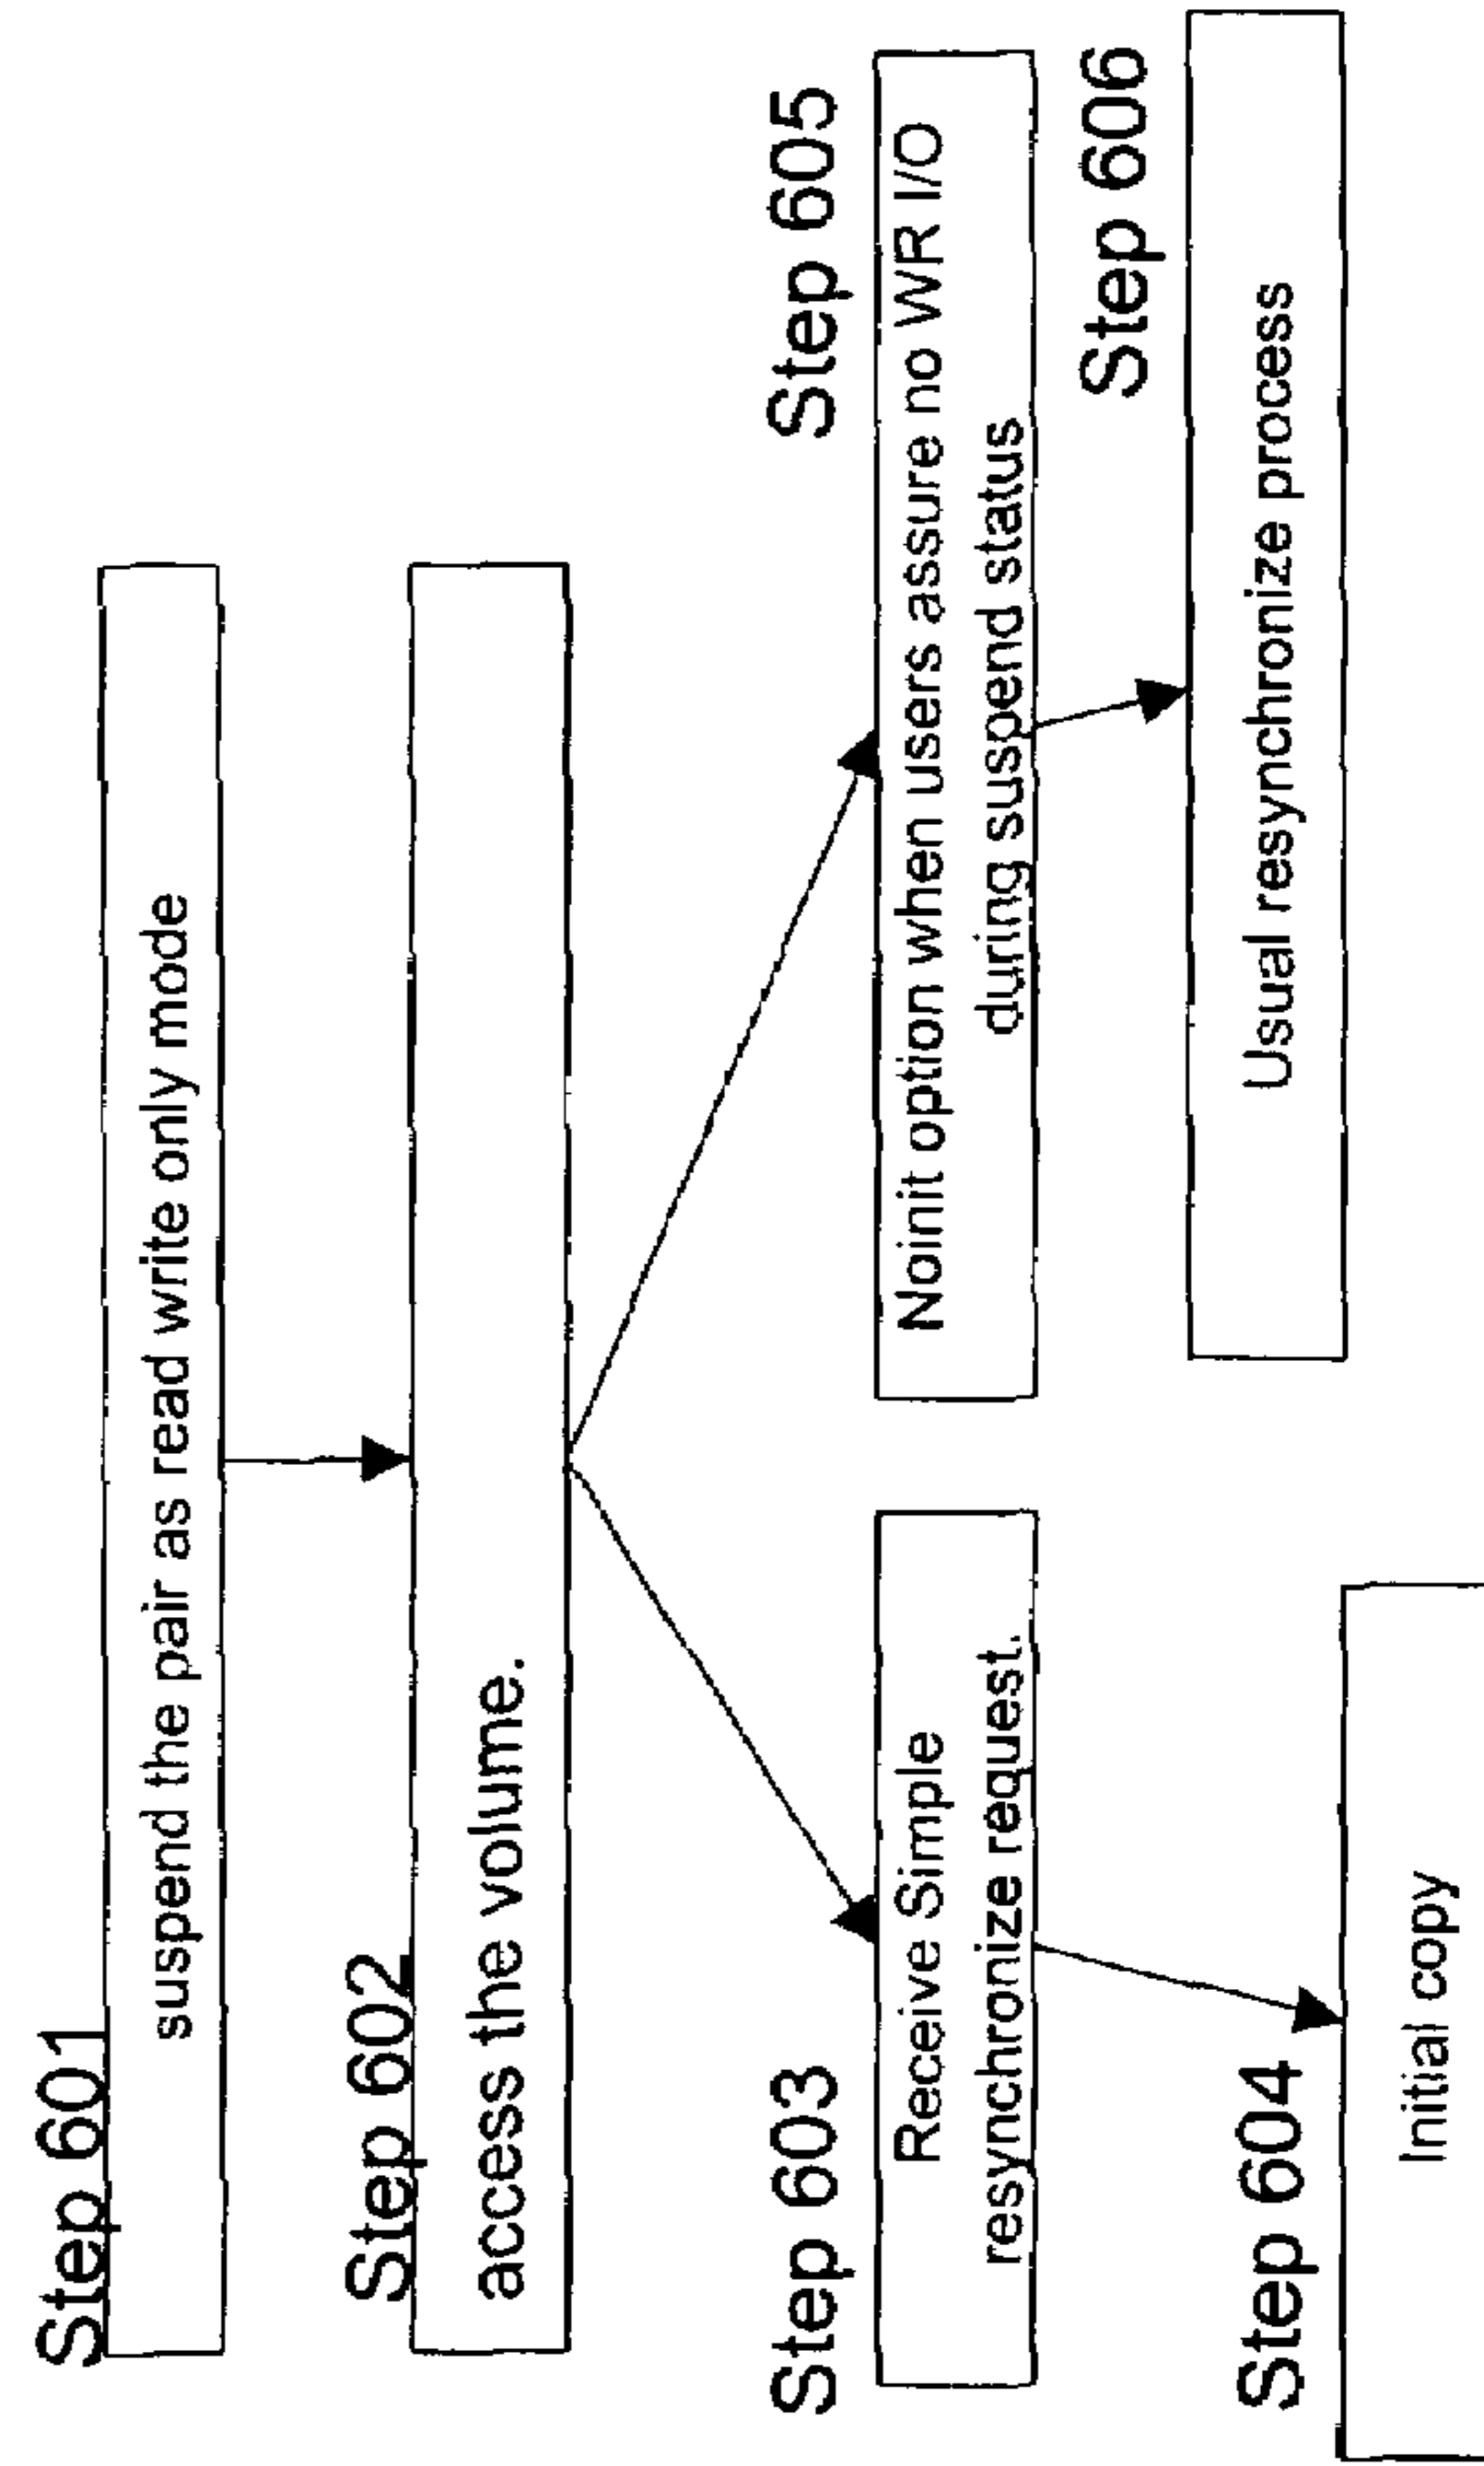 Step 601
suspend the pair as read write only mode
Step 602
access the volume.
Step 603
Receive Simple
resynchronize request.
Step 604
Initial copy
Step 605
Noinit option when users assure no WR I/O
during suspend status
Step 606
Usual resynchronize process